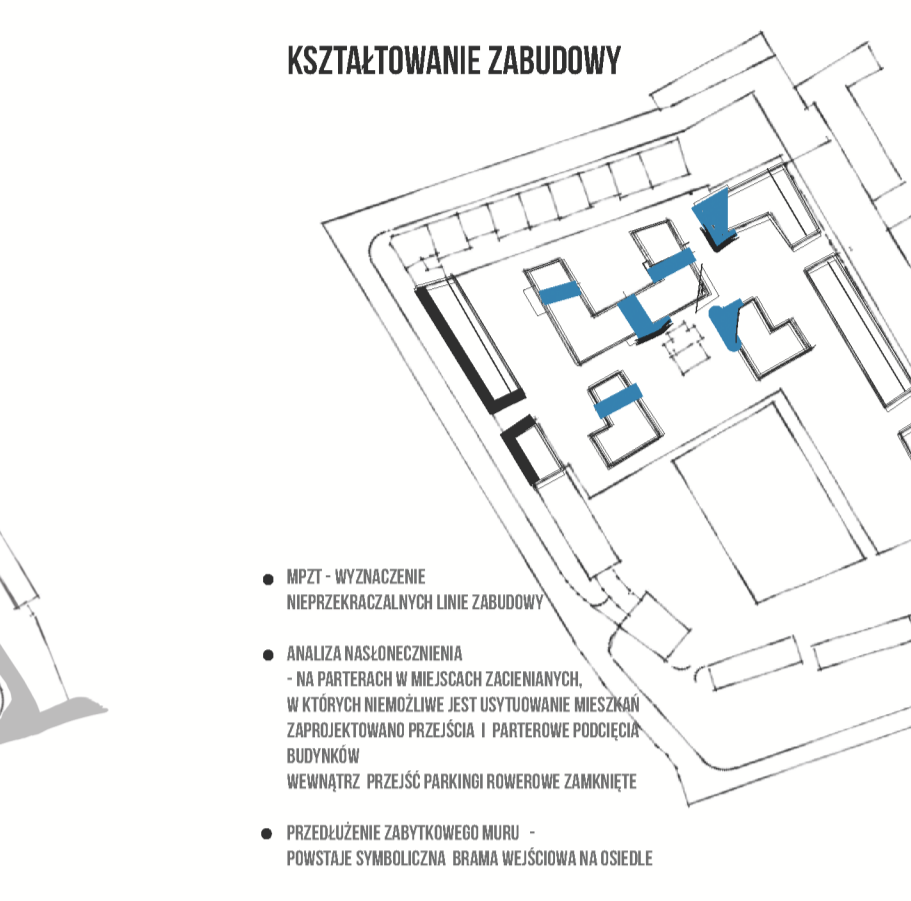 KSZTAŁTOWANIE ZABUDOWY
MPZT - WYZNACZENIE
NIEPRZEKRACZALNYCH LINIE ZABUDOWY
ANALIZA NASŁONECZNIENIA
- NA PARTERACH W MIEJSCACH ZACIENIANYCH,
W KTÓRYCH NIEMOŻLIWE JEST USYTUOWANIE MIESZKAŃ
ZAPROJEKTOWANO PRZEJŚCIA I PARTEROWE PODCIĘCIA
BUDYNKÓW
WEWNĄTRZ PRZEJŚĆ PARKINGI ROWEROWE ZAMKNIĘTE
PRZEDŁUŻENIE ZABYTKOWEGO MURU -
POWSTAJE SYMBOLICZNA BRAMA WEJŚCIOWA NA OSIEDLE